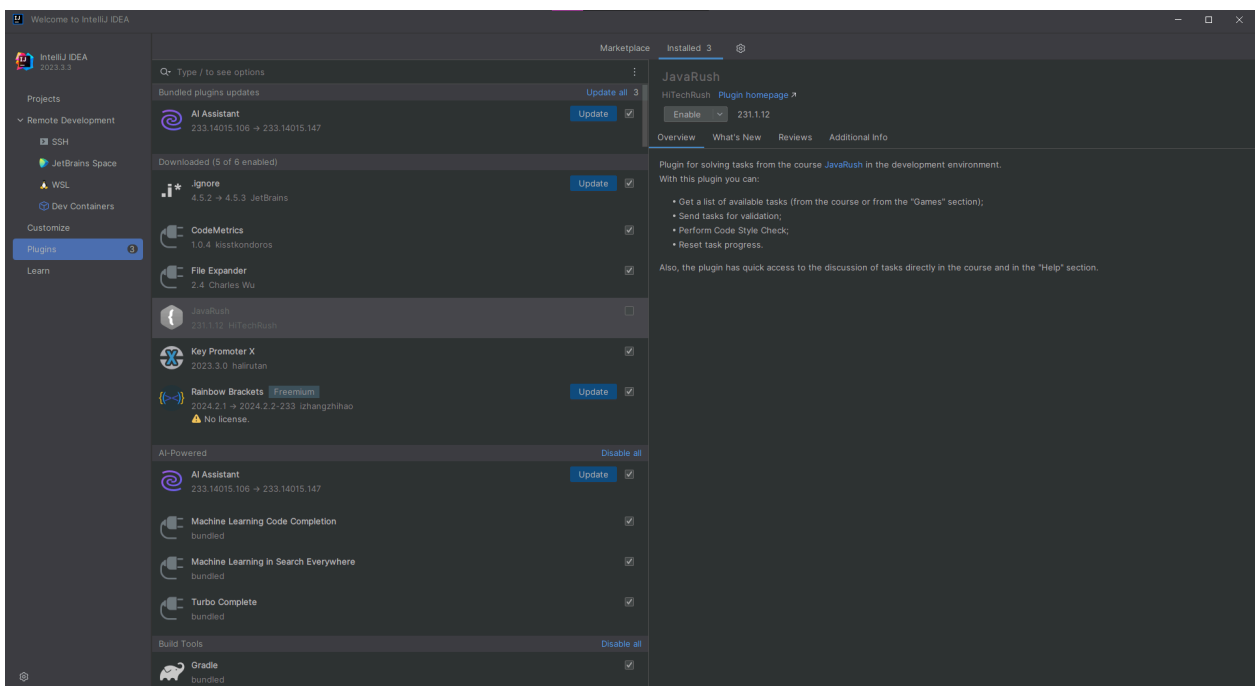 Welcome to IntelliJ IDEA
IntelliJ IDEA
2023.3.3
Projects
Remote Development
SSH
JetBrains Space
WSL
Dev Containers
Customize
Plugins 3
Learn
Marketplace Installed 3
Type / to see options
Bundled plugins updates Update all 3
AI Assistant Update
233.14015.106 → 233.14015.147
Downloaded (5 of 6 enabled)
.ignore Update
4.5.2 → 4.5.3 JetBrains
CodeMetrics
1.0.4 kisstkondoros
File Expander
2.4 Charles Wu
JavaRush
231.1.12 HiTechRush
Key Promoter X
2023.3.0 halirutan
Rainbow Brackets Freemium Update
2024.2.1 → 2024.2.2-233 izhangzhihao
No license.
AI-Powered Disable all
AI Assistant Update
233.14015.106 → 233.14015.147
Machine Learning Code Completion
bundled
Machine Learning in Search Everywhere
bundled
Turbo Complete
bundled
Build Tools Disable all
Gradle
bundled
JavaRush
HiTechRush Plugin homepage ↗
Enable 231.1.12
Overview What's New Reviews Additional Info
Plugin for solving tasks from the course JavaRush in the development environment.
With this plugin you can:
• Get a list of available tasks (from the course or from the "Games" section);
• Send tasks for validation;
• Perform Code Style Check;
• Reset task progress.
Also, the plugin has quick access to the discussion of tasks directly in the course and in the "Help" section.